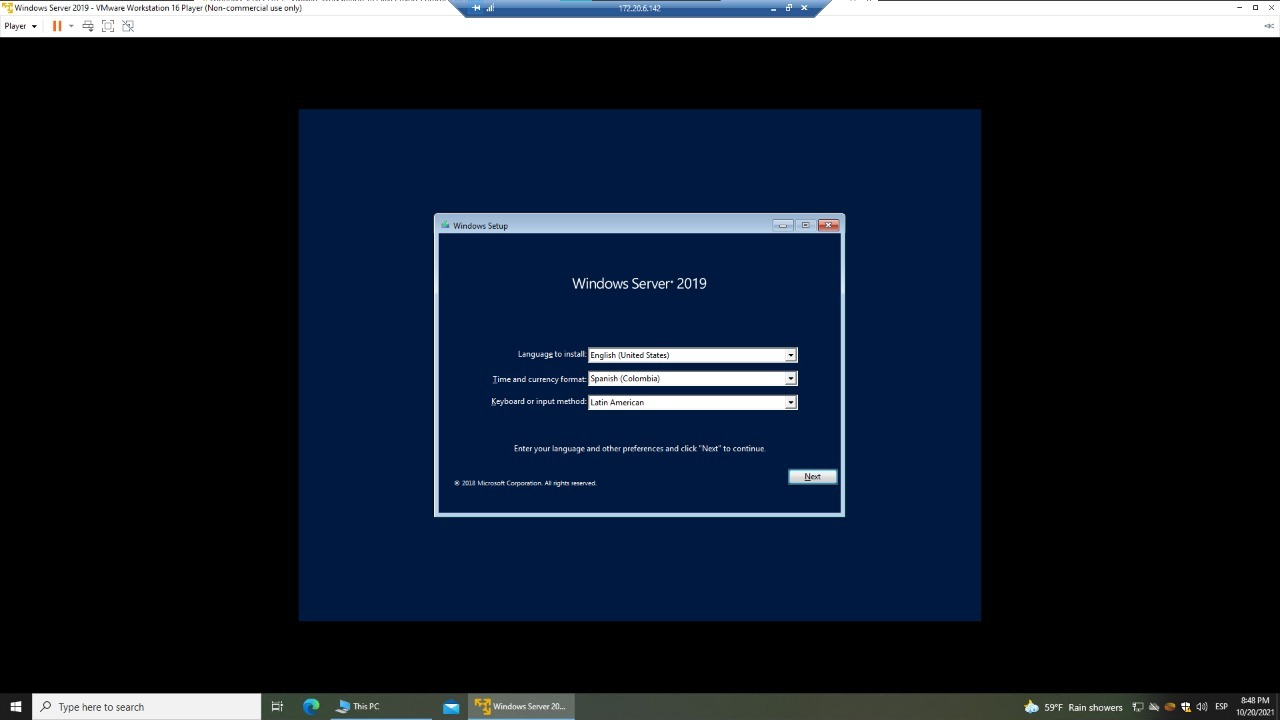 Windows Server 2019 - VMware Workstation 16 Player (Non-commercial use only)
172.20.6.142
Player
Windows Setup
Windows Server® 2019
Language to install: English (United States)
Time and currency format: Spanish (Colombia)
Keyboard or input method: Latin American
Enter your language and other preferences and click "Next" to continue.
Next
© 2018 Microsoft Corporation. All rights reserved.
Type here to search
This PC
Windows Server 20...
59°F Rain showers
ESP
8:48 PM
10/20/2021